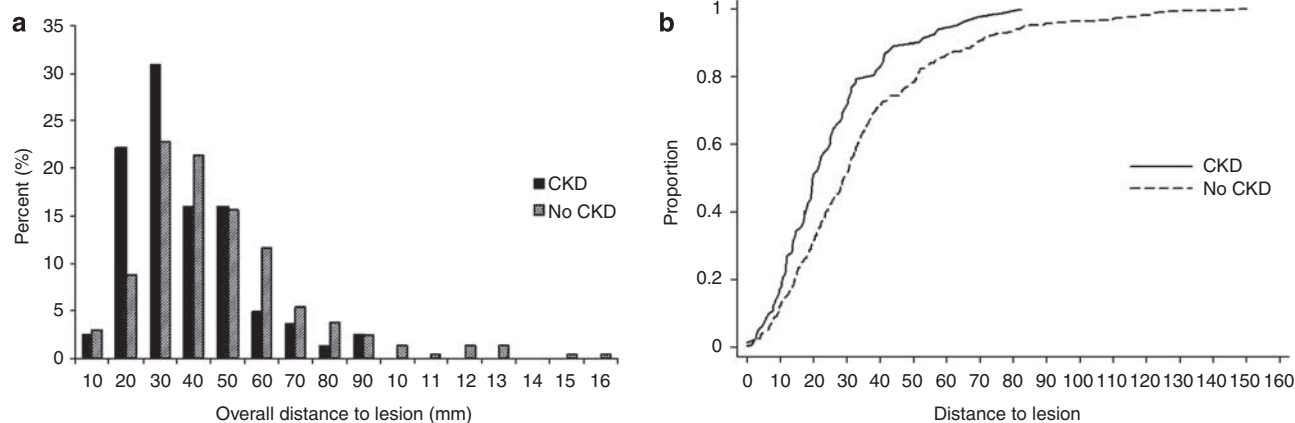 a
35
30
25
20
15
10
5
0
Percent (%)
CKD
No CKD
10 20 30 40 50 60 70 80 90 10 11 12 13 14 15 16
Overall distance to lesion (mm)
b
1
0.8
0.6
0.4
0.2
0
Proportion
CKD
No CKD
0 10 20 30 40 50 60 70 80 90 100 110 120 130 140 150 160
Distance to lesion